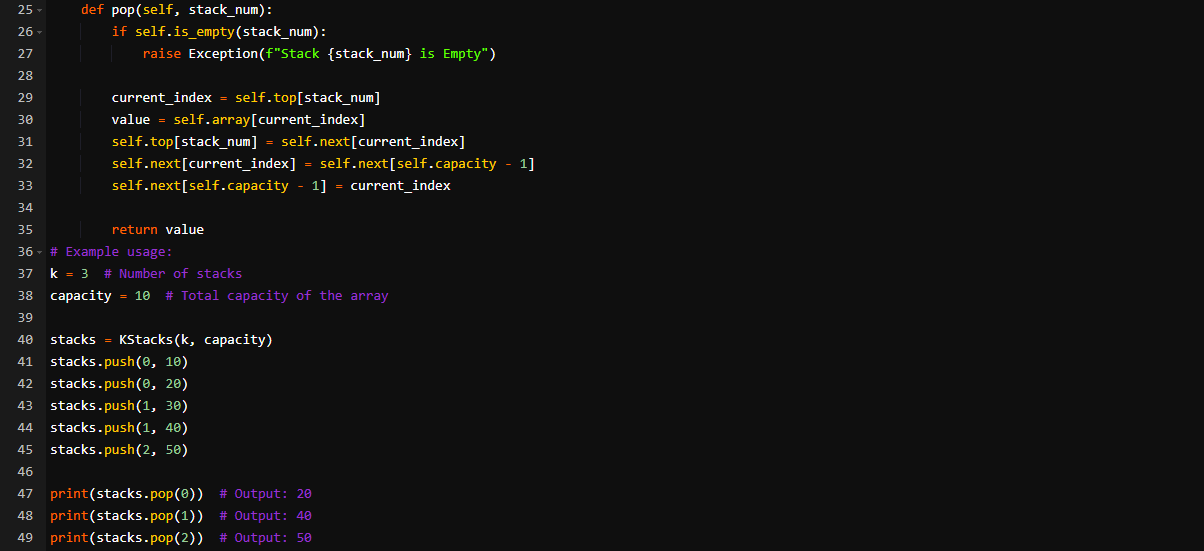 25 def pop(self, stack_num):
26 if self.is_empty(stack_num):
27 raise Exception(f"Stack {stack_num} is Empty")
28
29 current_index = self.top[stack_num]
30 value = self.array[current_index]
31 self.top[stack_num] = self.next[current_index]
32 self.next[current_index] = self.next[self.capacity - 1]
33 self.next[self.capacity - 1] = current_index
34
35 return value
36 # Example usage:
37 k = 3  # Number of stacks
38 capacity = 10  # Total capacity of the array
39
40 stacks = KStacks(k, capacity)
41 stacks.push(0, 10)
42 stacks.push(0, 20)
43 stacks.push(1, 30)
44 stacks.push(1, 40)
45 stacks.push(2, 50)
46
47 print(stacks.pop(0))  # Output: 20
48 print(stacks.pop(1))  # Output: 40
49 print(stacks.pop(2))  # Output: 50